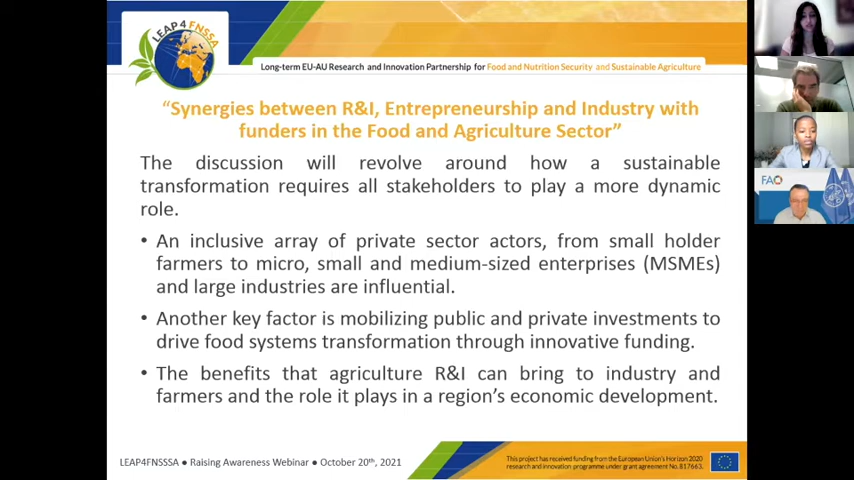 LEAP 4 FNSSA
Long-term EU-AU Research and Innovation Partnership for Food and Nutrition Security and Sustainable Agriculture
“Synergies between R&I, Entrepreneurship and Industry with
funders in the Food and Agriculture Sector”
The discussion will revolve around how a sustainable
transformation requires all stakeholders to play a more dynamic
role.
• An inclusive array of private sector actors, from small holder
farmers to micro, small and medium-sized enterprises (MSMEs)
and large industries are influential.
• Another key factor is mobilizing public and private investments to
drive food systems transformation through innovative funding.
• The benefits that agriculture R&I can bring to industry and
farmers and the role it plays in a region’s economic development.
LEAP4FNSSSA ● Raising Awareness Webinar ● October 20th, 2021
This project has received funding from the European Union's Horizon 2020
research and innovation programme under grant agreement No. 817663.
FAO